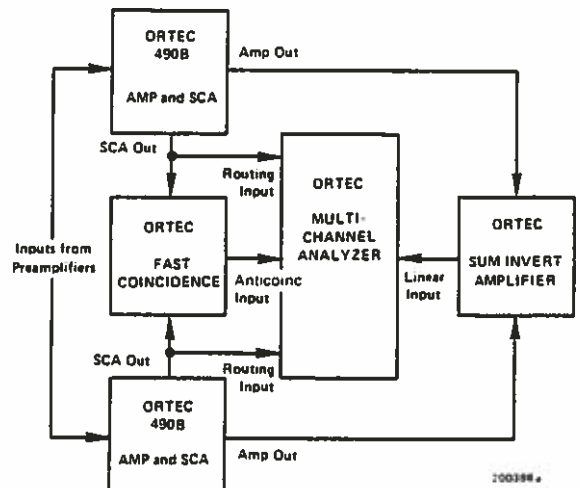 ORTEC
490B
AMP and SCA
Amp Out
SCA Out
Routing
Input
ORTEC
MULTI-
CHANNEL
ANALYZER
ORTEC
FAST
COINCIDENCE
Inputs from
Preamplifiers
Anticoinc
Input
Linear
Input
ORTEC
SUM INVERT
AMPLIFIER
SCA Out
Routing
Input
ORTEC
490B
AMP and SCA
Amp Out